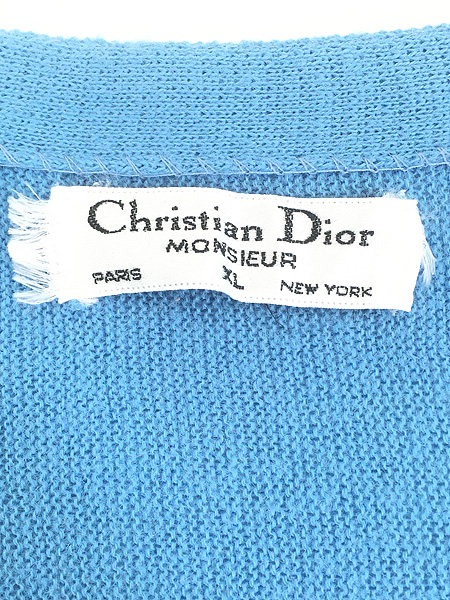 Christian Dior
MONSIEUR
PARIS XL NEW YORK